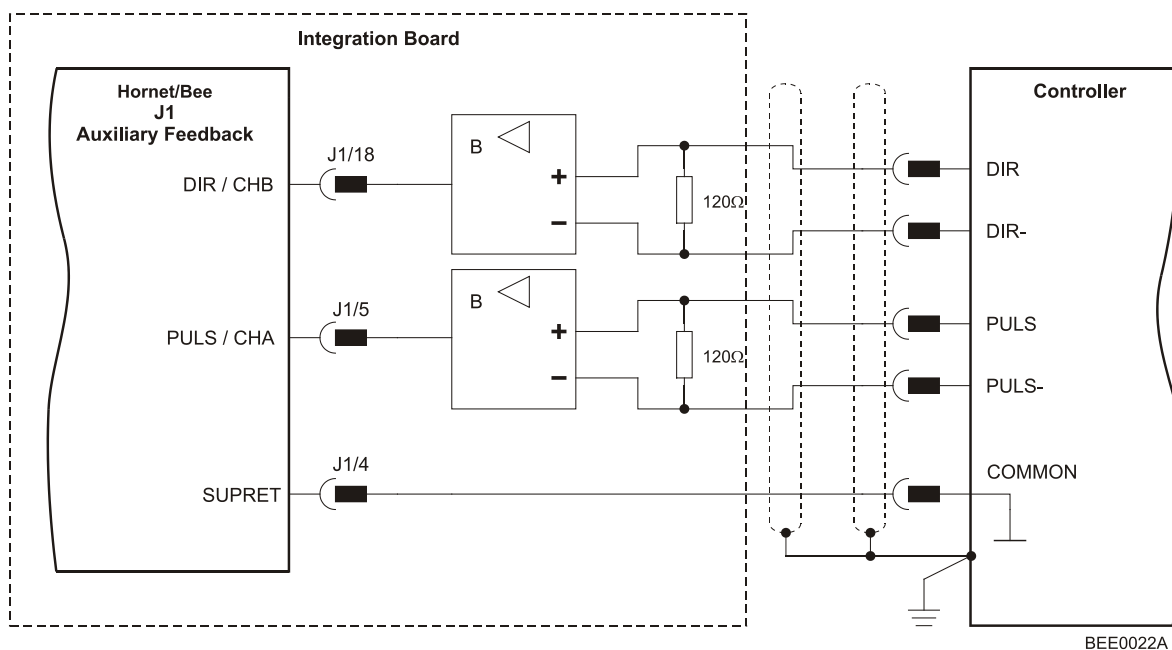 Integration Board
Hornet/Bee
J1
Auxiliary Feedback
Controller
J1/18
B
+
−
120Ω
DIR / CHB
DIR
DIR-
J1/5
B
+
−
120Ω
PULS / CHA
PULS
PULS-
J1/4
SUPRET
COMMON
BEE0022A